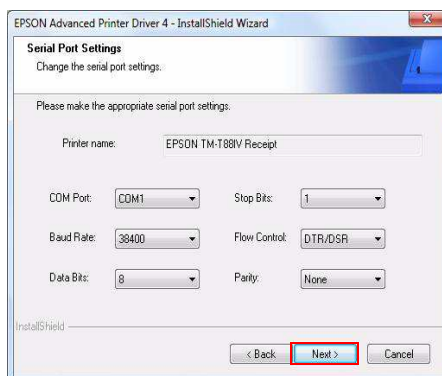 EPSON Advanced Printer Driver 4 - InstallShield Wizard
Serial Port Settings
Change the serial port settings.
Please make the appropriate serial port settings.
Printer name: EPSON TM-T88IV Receipt
COM Port: COM1 Stop Bits: 1
Baud Rate: 38400 Flow Control: DTR/DSR
Data Bits: 8 Parity: None
InstallShield
< Back Next > Cancel